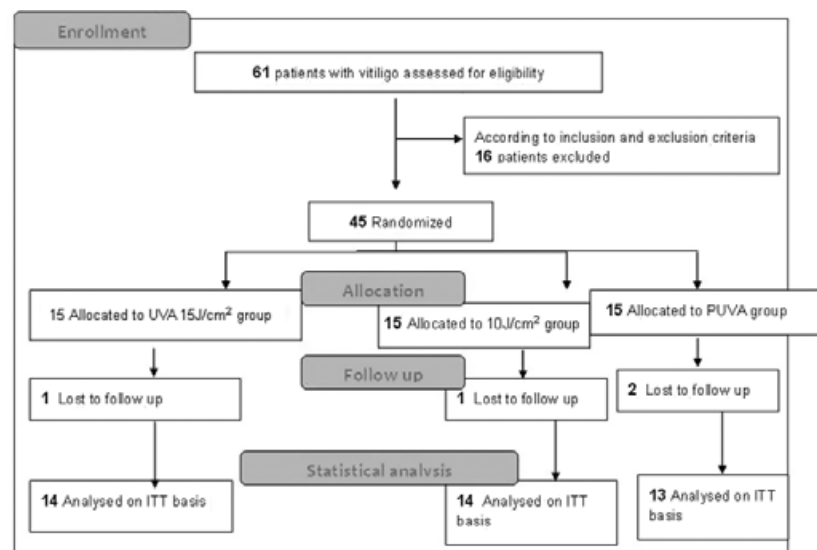 Enrollment
61 patients with vitiligo assessed for eligibility
According to inclusion and exclusion criteria
16 patients excluded
45 Randomized
Allocation
15 Allocated to UVA 15J/cm² group
15 Allocated to 10J/cm² group
15 Allocated to PUVA group
Follow up
1 Lost to follow up
1 Lost to follow up
2 Lost to follow up
Statistical analysis
14 Analysed on ITT basis
14 Analysed on ITT
basis
13 Analysed on ITT
basis